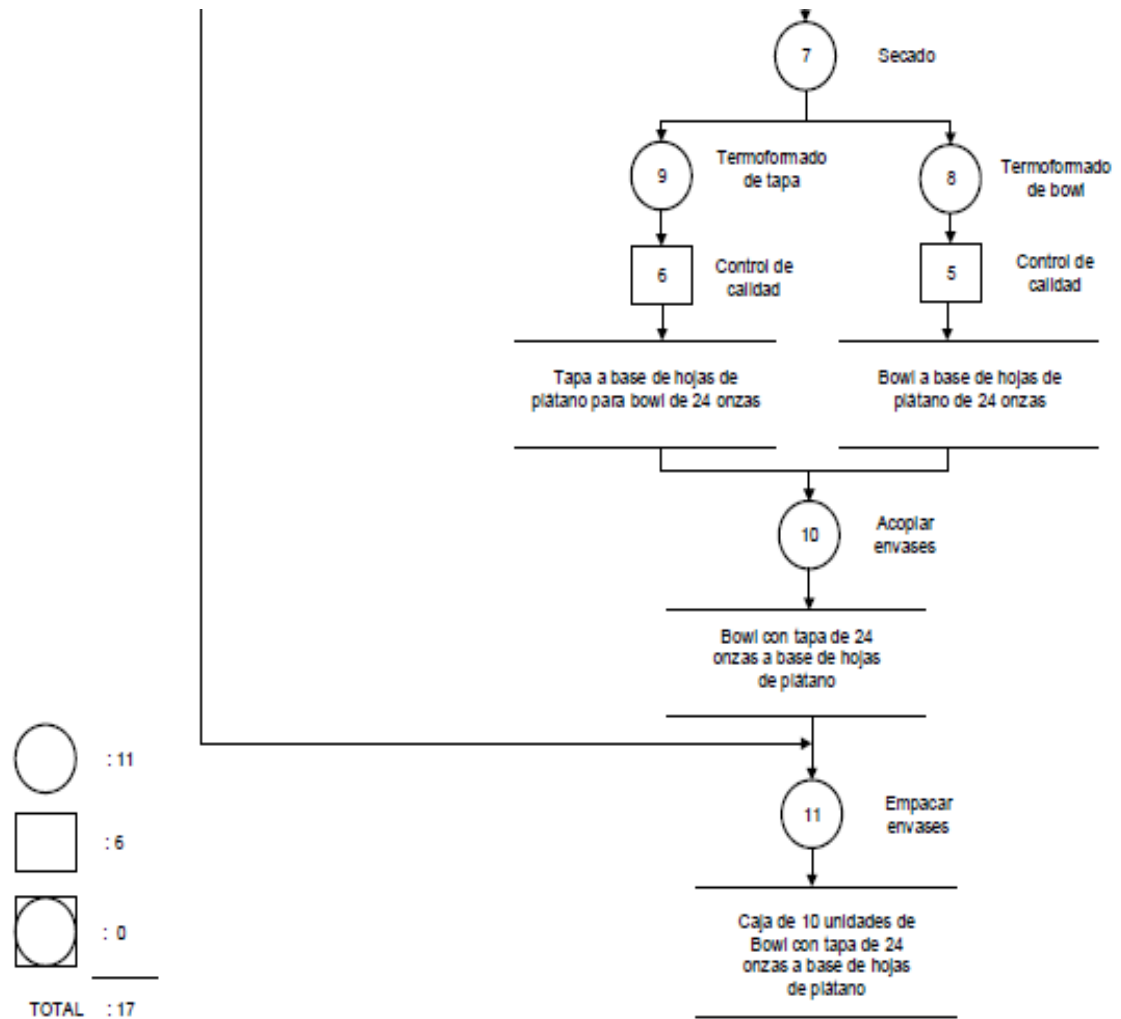 7
Secado
9
Termoformado
de tapa
8
Termoformado
de bowl
6
Control de
calidad
5
Control de
calidad
Tapa a base de hojas de
plátano para bowl de 24 onzas
Bowl a base de hojas de
plátano de 24 onzas
10
Acoplar
envases
Bowl con tapa de 24
onzas a base de hojas
de plátano
: 11
: 6
: 0
TOTAL : 17
11
Empacar
envases
Caja de 10 unidades de
Bowl con tapa de 24
onzas a base de hojas
de plátano